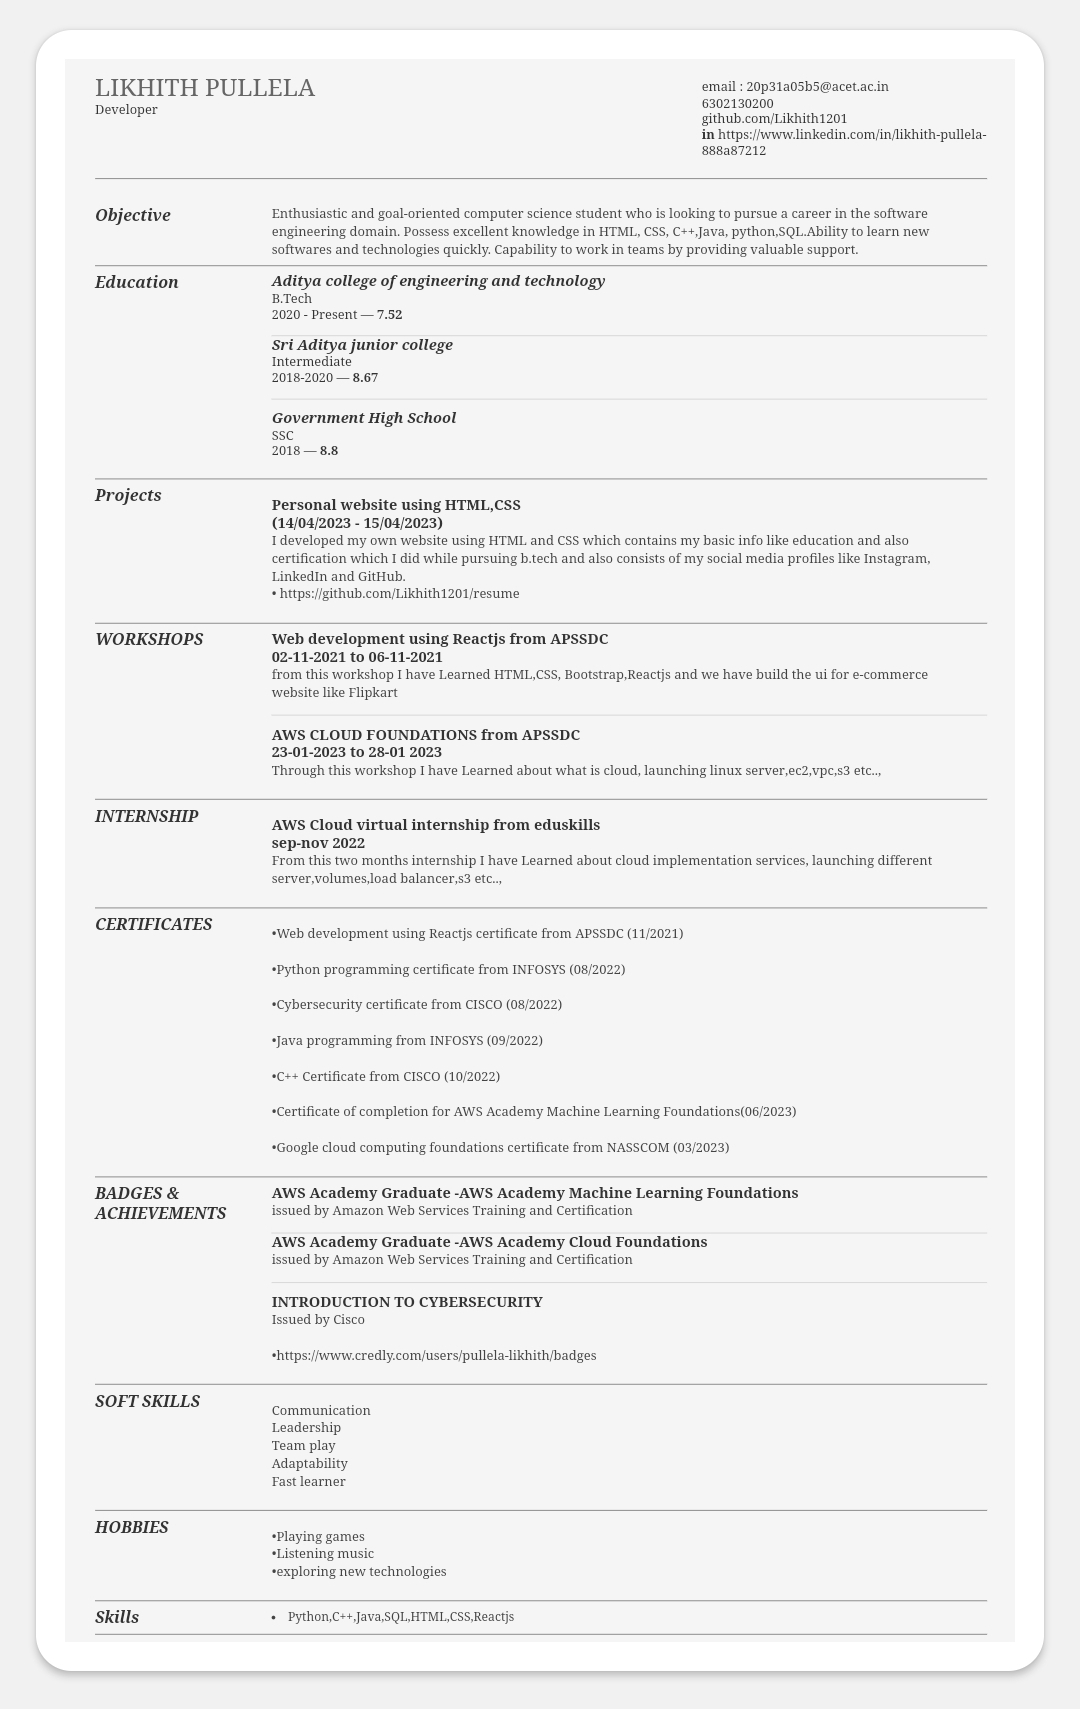 LIKHITH PULLELA
Developer
email : 20p31a05b5@acet.ac.in
6302130200
github.com/Likhith1201
in https://www.linkedin.com/in/likhith-pullela-
888a87212
Objective
Enthusiastic and goal-oriented computer science student who is looking to pursue a career in the software
engineering domain. Possess excellent knowledge in HTML, CSS, C++,Java, python,SQL.Ability to learn new
softwares and technologies quickly. Capability to work in teams by providing valuable support.
Education
Aditya college of engineering and technology
B.Tech
2020 - Present — 7.52
Sri Aditya junior college
Intermediate
2018-2020 — 8.67
Government High School
SSC
2018 — 8.8
Projects
Personal website using HTML,CSS
(14/04/2023 - 15/04/2023)
I developed my own website using HTML and CSS which contains my basic info like education and also
certification which I did while pursuing b.tech and also consists of my social media profiles like Instagram,
LinkedIn and GitHub.
• https://github.com/Likhith1201/resume
WORKSHOPS
Web development using Reactjs from APSSDC
02-11-2021 to 06-11-2021
from this workshop I have Learned HTML,CSS, Bootstrap,Reactjs and we have build the ui for e-commerce
website like Flipkart
AWS CLOUD FOUNDATIONS from APSSDC
23-01-2023 to 28-01 2023
Through this workshop I have Learned about what is cloud, launching linux server,ec2,vpc,s3 etc..,
INTERNSHIP
AWS Cloud virtual internship from eduskills
sep-nov 2022
From this two months internship I have Learned about cloud implementation services, launching different
server,volumes,load balancer,s3 etc..,
CERTIFICATES
•Web development using Reactjs certificate from APSSDC (11/2021)
•Python programming certificate from INFOSYS (08/2022)
•Cybersecurity certificate from CISCO (08/2022)
•Java programming from INFOSYS (09/2022)
•C++ Certificate from CISCO (10/2022)
•Certificate of completion for AWS Academy Machine Learning Foundations(06/2023)
•Google cloud computing foundations certificate from NASSCOM (03/2023)
BADGES &
ACHIEVEMENTS
AWS Academy Graduate -AWS Academy Machine Learning Foundations
issued by Amazon Web Services Training and Certification
AWS Academy Graduate -AWS Academy Cloud Foundations
issued by Amazon Web Services Training and Certification
INTRODUCTION TO CYBERSECURITY
Issued by Cisco
•https://www.credly.com/users/pullela-likhith/badges
SOFT SKILLS
Communication
Leadership
Team play
Adaptability
Fast learner
HOBBIES
•Playing games
•Listening music
•exploring new technologies
Skills
• Python,C++,Java,SQL,HTML,CSS,Reactjs